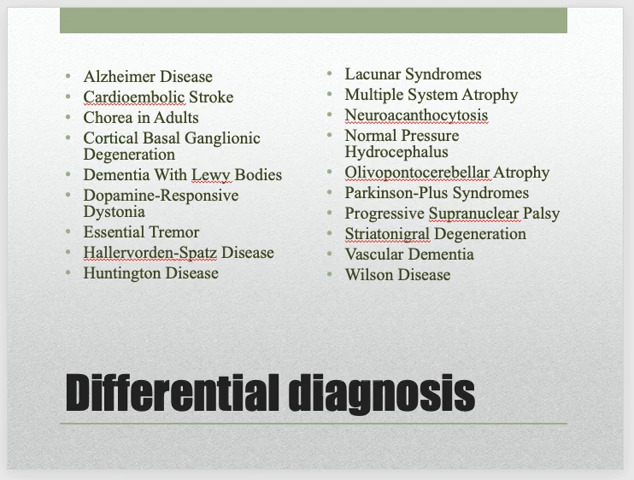 Alzheimer Disease
Cardioembolic Stroke
Chorea in Adults
Cortical Basal Ganglionic
Degeneration
Dementia With Lewy Bodies
Dopamine-Responsive
Dystonia
Essential Tremor
Hallervorden-Spatz Disease
Huntington Disease
Lacunar Syndromes
Multiple System Atrophy
Neuroacanthocytosis
Normal Pressure
Hydrocephalus
Olivopontocerebellar Atrophy
Parkinson-Plus Syndromes
Progressive Supranuclear Palsy
Striatonigral Degeneration
Vascular Dementia
Wilson Disease
Differential diagnosis